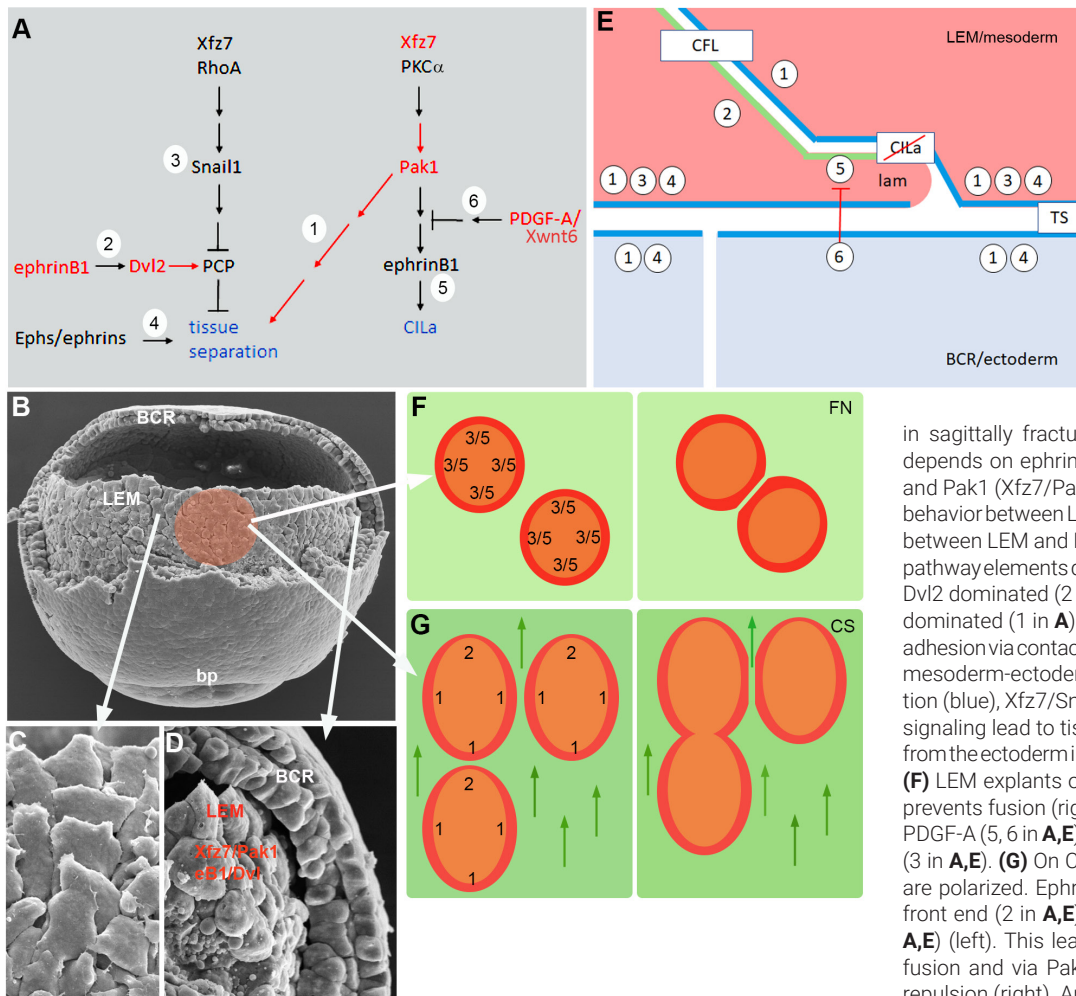 A
Xfz7
RhoA
Xfz7
PKCα
3
Snail1
Pak1
1
6
PDGF-A/
Xwnt6
2
ephrinB1
Dvl2
PCP
ephrinB1
5
4
Ephs/ephrins
tissue
separation
CILa
E
LEM/mesoderm
CFL
1
2
CILa
5
lam
1 3 4
1 3 4
TS
1 4
6
1 4
BCR/ectoderm
B
BCR
LEM
bp
C
D
BCR
LEM
Xfz7/Pak1
eB1/Dvl
F
FN
3/5
3/5 3/5
3/5
3/5
3/5 3/5
3/5
G
CS
2 2
1 1 1 1
1 1
2
1 1
1
in sagittally fractu
depends on ephrin
and Pak1 (Xfz7/Pa
behavior between L
between LEM and
pathway elements
Dvl2 dominated (2
dominated (1 in A)
adhesion via contac
mesoderm-ectoder
tion (blue), Xfz7/Sn
signaling lead to tis
from the ectoderm i
(F) LEM explants o
prevents fusion (rig
PDGF-A (5, 6 in A,E)
(3 in A,E). (G) On C
are polarized. Ephr
front end (2 in A,E)
A,E) (left). This lea
fusion and via Pak